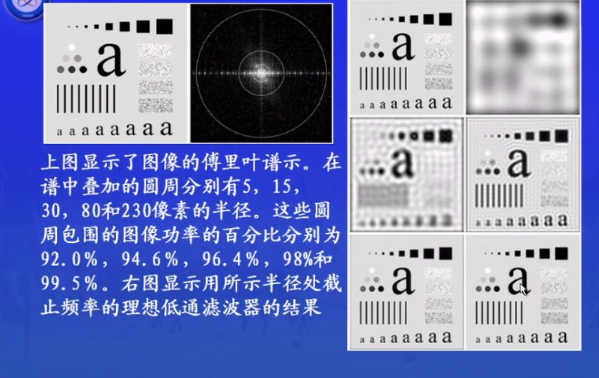 a
a a a a a a a a
上图显示了图像的傅里叶谱示。在
谱中叠加的圆周分别有5，15，
30，80和230像素的半径。这些圆
周包围的图像功率的百分比分别为
92.0%，94.6%，96.4%，98%和
99.5%。右图显示用所示半径处截
止频率的理想低通滤波器的结果
a
a a a a a a a a
a
a a a a a a a a
a
a a a a a a a a
a
a a a a a a a a
a
a a a a a a a a